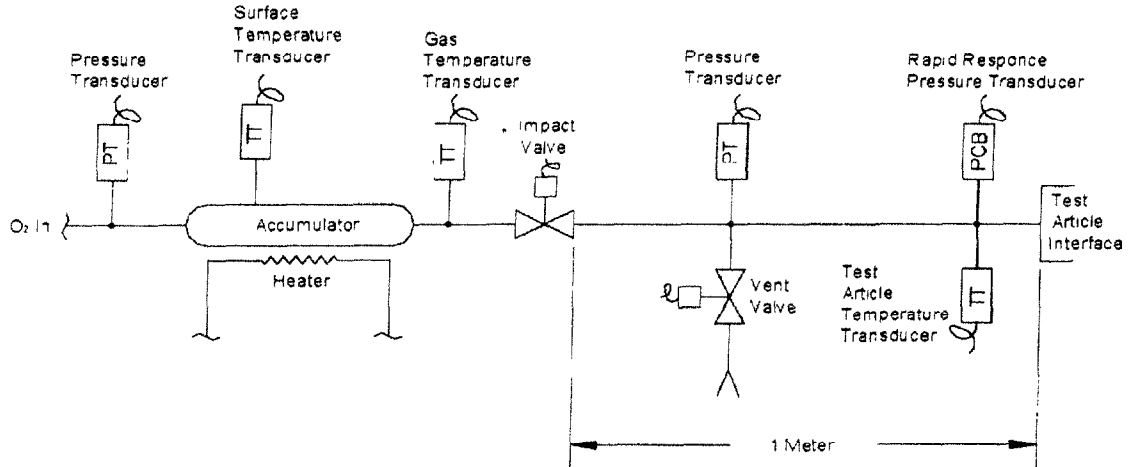 Surface
Temperature
Transducer
Pressure
Transducer
Gas
Temperature
Transducer
Impact
Valve
Pressure
Transducer
Rapid Responce
Pressure Transducer
PT
TT
TT
PT
PCB
O₂ In
Accumulator
Heater
Test
Article
Interface
Vent
Valve
Test
Article
Temperature
Transducer
TT
1 Meter